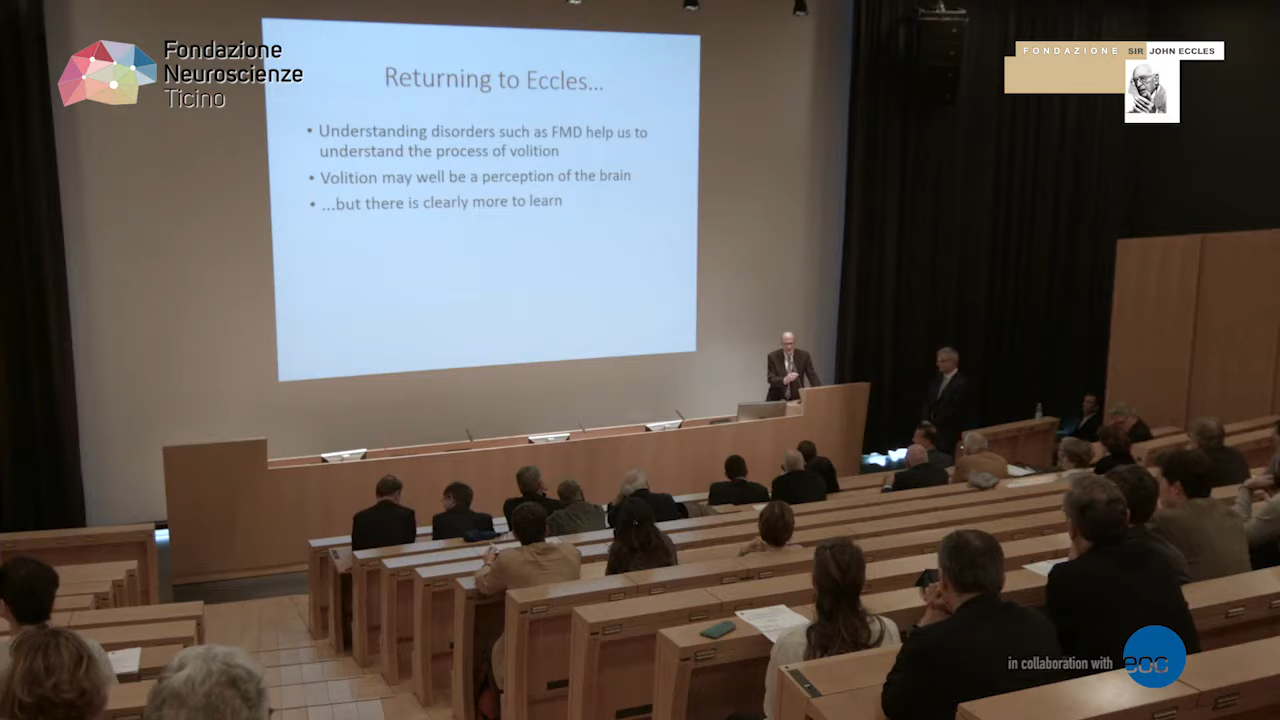 Fondazione
Neuroscienze
Ticino
FONDAZIONE SIR JOHN ECCLES
Returning to Eccles...
• Understanding disorders such as FMD help us to
understand the process of volition
• Volition may well be a perception of the brain
• ...but there is clearly more to learn
in collaboration with eoc